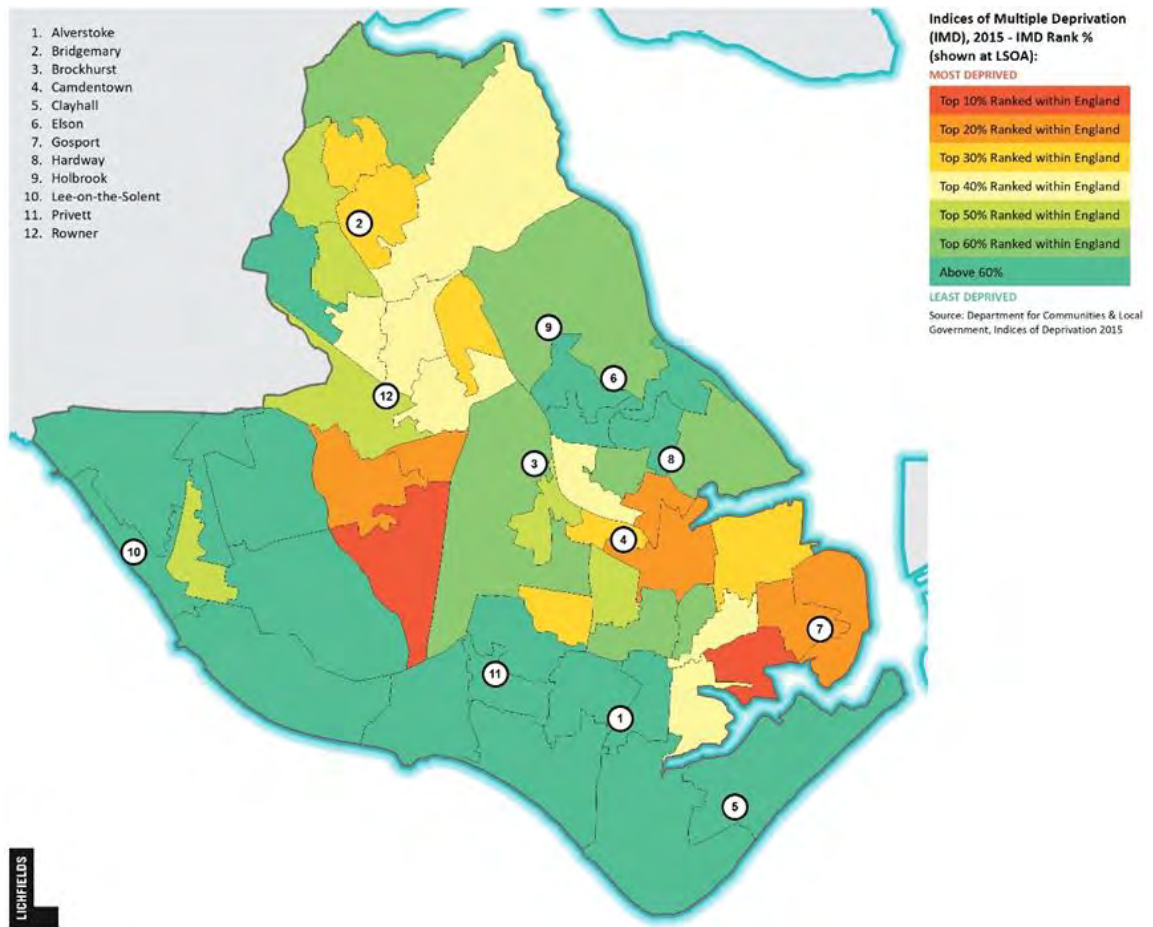 1. Alverstoke
2. Bridgemary
3. Brockhurst
4. Camdentown
5. Clayhall
6. Elson
7. Gosport
8. Hardway
9. Holbrook
10. Lee-on-the-Solent
11. Privett
12. Rowner
Indices of Multiple Deprivation
(IMD), 2015 - IMD Rank %
(shown at LSOA):
MOST DEPRIVED
Top 10% Ranked within England
Top 20% Ranked within England
Top 30% Ranked within England
Top 40% Ranked within England
Top 50% Ranked within England
Top 60% Ranked within England
Above 60%
LEAST DEPRIVED
Source: Department for Communities & Local
Government, Indices of Deprivation 2015
2
9
6
12
3
8
4
10
7
11
1
5
LICHFIELDS